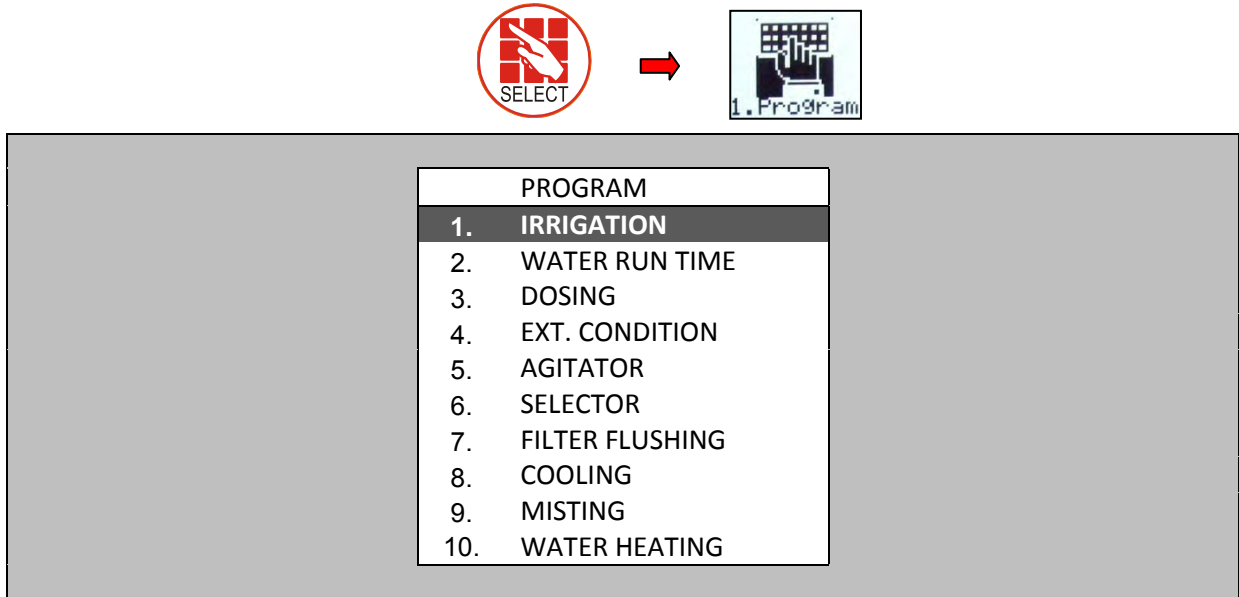 SELECT
1.Program
PROGRAM
1. IRRIGATION
2. WATER RUN TIME
3. DOSING
4. EXT. CONDITION
5. AGITATOR
6. SELECTOR
7. FILTER FLUSHING
8. COOLING
9. MISTING
10. WATER HEATING